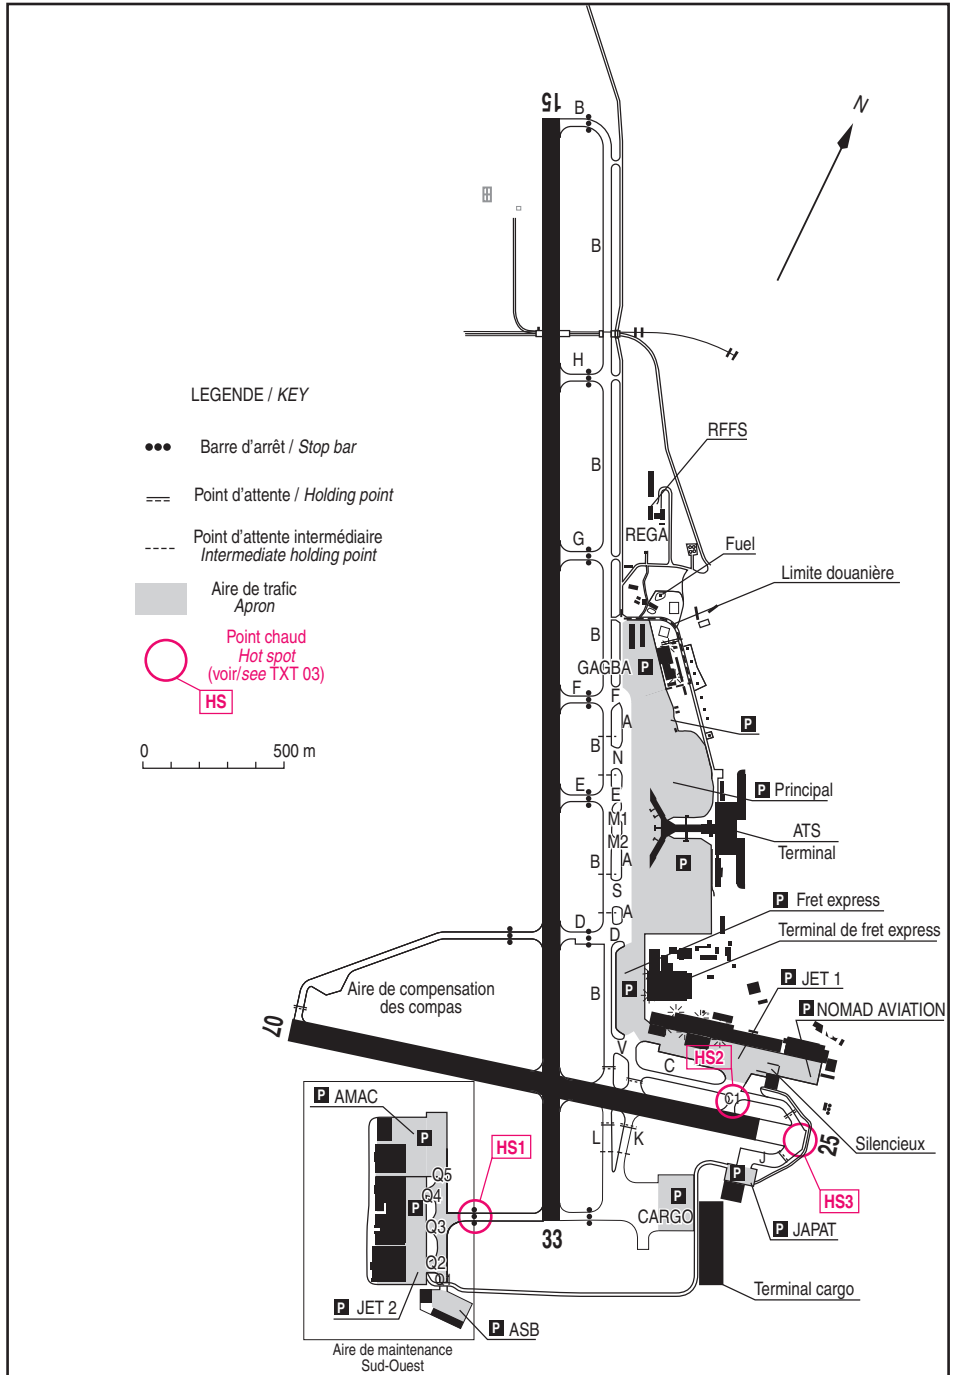 15
B
N
B
H
LEGENDE / KEY
RFFS
Barre d'arrêt / Stop bar
B
Point d'attente / Holding point
G
REGA
Fuel
Point d'attente intermédiaire
Intermediate holding point
Limite douanière
Aire de trafic
Apron
Point chaud
Hot spot
(voir/see TXT 03)
HS
B
GAGBA
P
F
F
A
P
B
N
0
500 m
E
E
P Principal
M1
M2
ATS
Terminal
B
A
P
S
P Fret express
A
D
D
Terminal de fret express
P JET 1
Aire de compensation
des compas
B
P
P NOMAD AVIATION
07
V
HS2
C
C1
P AMAC
P
L
K
HS1
25
Silencieux
J
P
Q5
Q4
P
Q3
P
CARGO
HS3
P JAPAT
33
Q2
Q1
Terminal cargo
P JET 2
P ASB
Aire de maintenance
Sud-Ouest